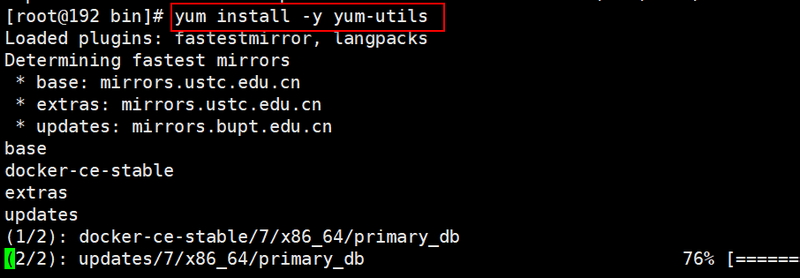 [root@192 bin]# yum install -y yum-utils
Loaded plugins: fastestmirror, langpacks
Determining fastest mirrors
 * base: mirrors.ustc.edu.cn
 * extras: mirrors.ustc.edu.cn
 * updates: mirrors.bupt.edu.cn
base
docker-ce-stable
extras
updates
(1/2): docker-ce-stable/7/x86_64/primary_db
(2/2): updates/7/x86_64/primary_db 76% [======